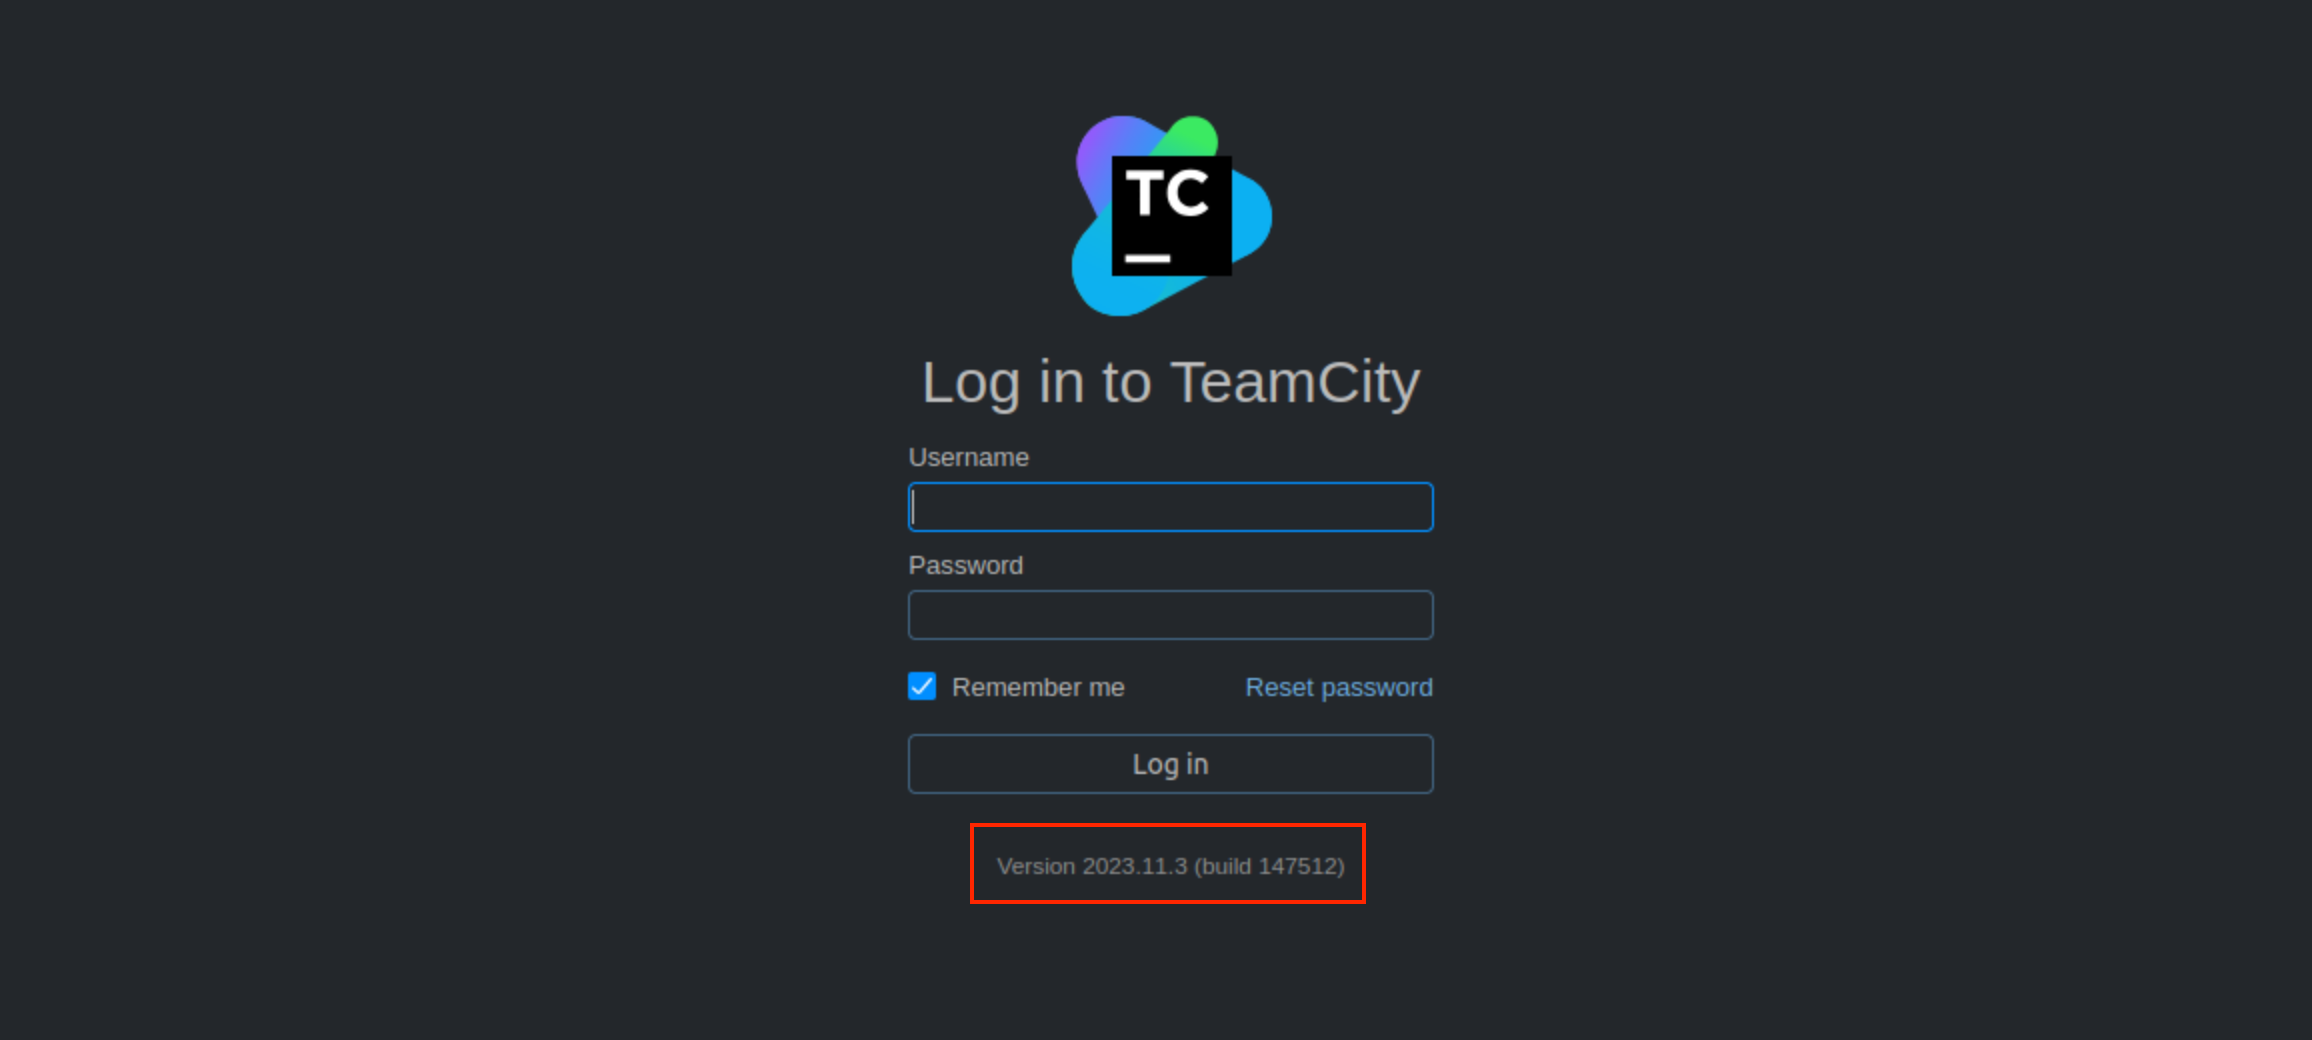 TC
Log in to TeamCity
Username
Password
Remember me Reset password
Log in
Version 2023.11.3 (build 147512)